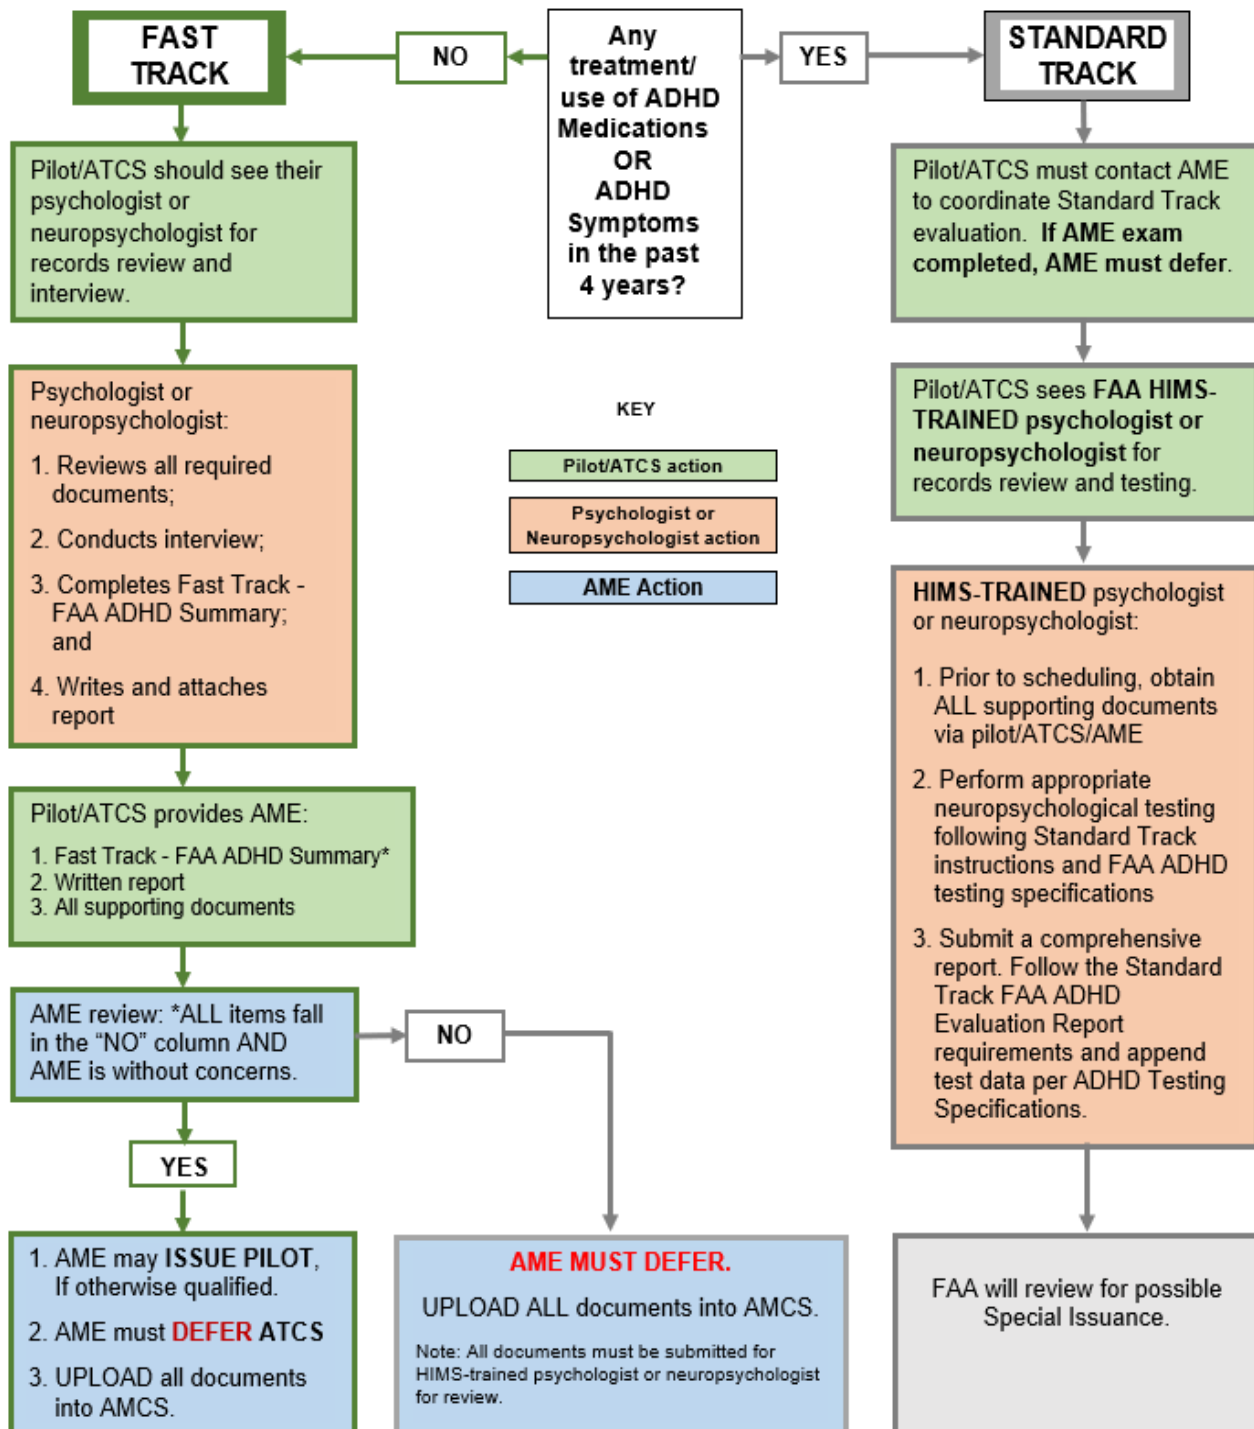 FAST
TRACK
NO
Any
treatment/
use of ADHD
Medications
OR
ADHD
Symptoms
in the past
4 years?
YES
STANDARD
TRACK
Pilot/ATCS should see their
psychologist or
neuropsychologist for
records review and
interview.
Psychologist or
neuropsychologist:
1. Reviews all required
documents;
2. Conducts interview;
3. Completes Fast Track -
FAA ADHD Summary;
and
4. Writes and attaches
report
Pilot/ATCS provides AME:
1. Fast Track - FAA ADHD Summary*
2. Written report
3. All supporting documents
AME review: *ALL items fall
in the “NO” column AND
AME is without concerns.
NO
YES
1. AME may ISSUE PILOT,
If otherwise qualified.
2. AME must DEFER ATCS
3. UPLOAD all documents
into AMCS.
AME MUST DEFER.
UPLOAD ALL documents into AMCS.
Note: All documents must be submitted for
HIMS-trained psychologist or neuropsychologist
for review.
KEY
Pilot/ATCS action
Psychologist or
Neuropsychologist action
AME Action
Pilot/ATCS must contact AME
to coordinate Standard Track
evaluation. If AME exam
completed, AME must defer.
Pilot/ATCS sees FAA HIMS-
TRAINED psychologist or
neuropsychologist for
records review and testing.
HIMS-TRAINED psychologist
or neuropsychologist:
1. Prior to scheduling, obtain
ALL supporting documents
via pilot/ATCS/AME
2. Perform appropriate
neuropsychological testing
following Standard Track
instructions and FAA ADHD
testing specifications
3. Submit a comprehensive
report. Follow the Standard
Track FAA ADHD
Evaluation Report
requirements and append
test data per ADHD Testing
Specifications.
FAA will review for possible
Special Issuance.